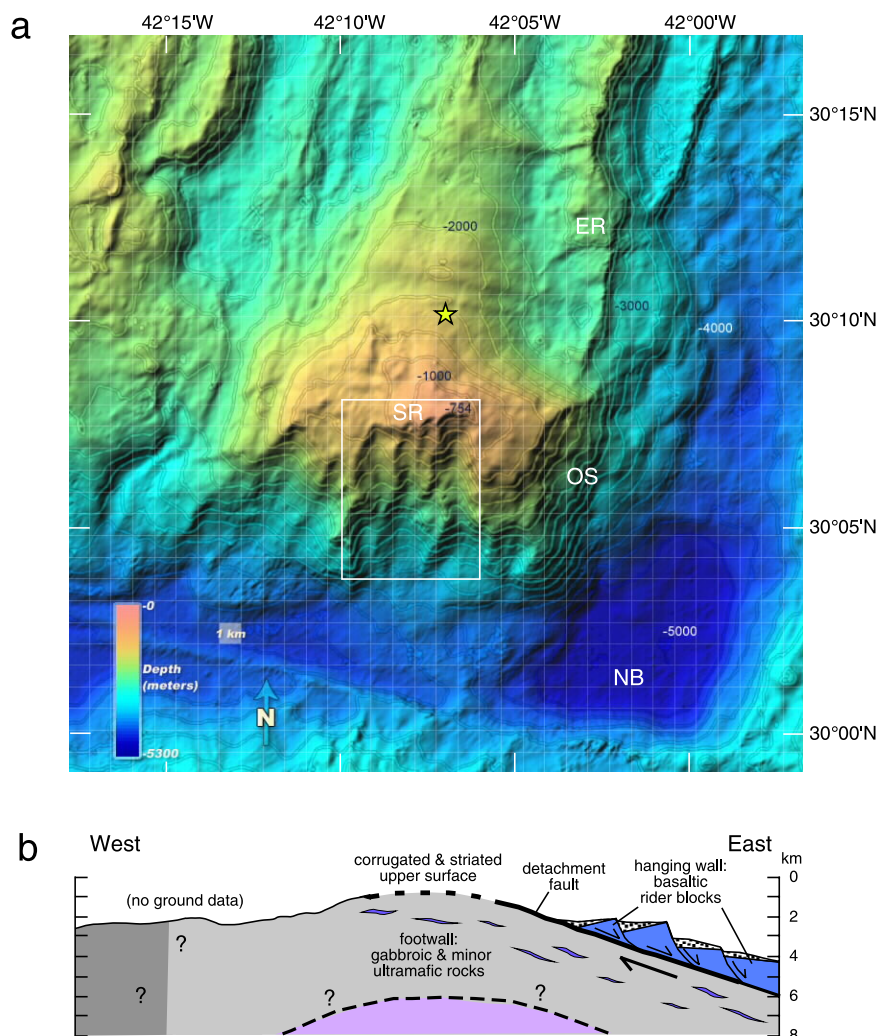 a
42°15'W 42°10'W 42°05'W 42°00'W
30°15'N
-2000
ER
-3000
30°10'N
-4000
-1000
SR
-754
OS
30°05'N
-0
1 km
-5000
Depth
(meters)
NB
N
30°00'N
-5300
b
West
East
km
corrugated & striated
upper surface
detachment
fault
hanging wall:
basaltic
rider blocks
(no ground data)
0
2
4
6
8
footwall:
gabbroic & minor
ultramafic rocks
?
?
?
?